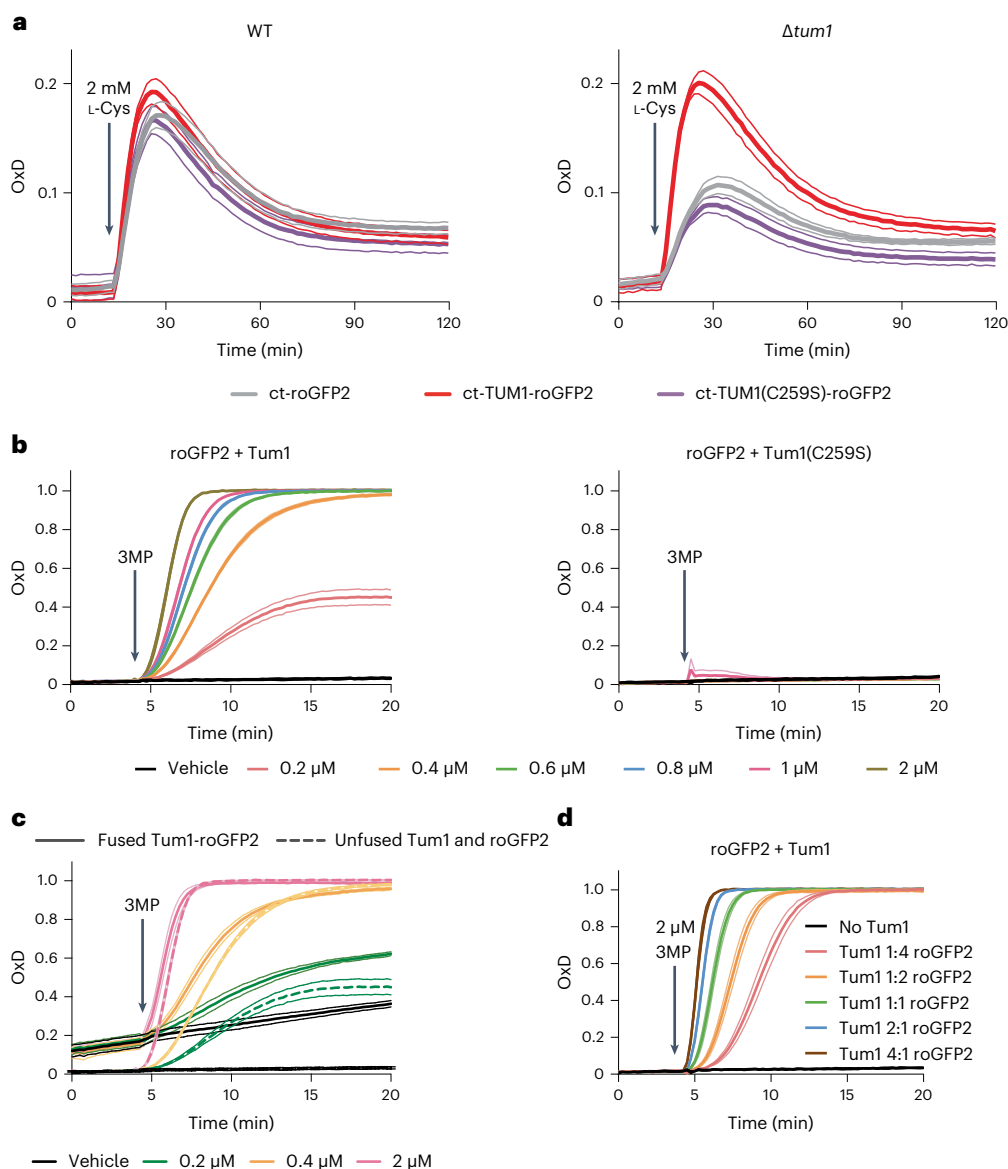 a
WT
Δtum1
0.2
0.1
0
OxD
2 mM
L-Cys
0 30 60 90 120
Time (min)
0.2
0.1
0
OxD
2 mM
L-Cys
0 30 60 90 120
Time (min)
ct-roGFP2 ct-TUM1-roGFP2 ct-TUM1(C259S)-roGFP2
b
roGFP2 + Tum1
1.0
0.8
0.6
0.4
0.2
0
OxD
3MP
0 5 10 15 20
Time (min)
roGFP2 + Tum1(C259S)
1.0
0.8
0.6
0.4
0.2
0
OxD
3MP
0 5 10 15 20
Time (min)
Vehicle 0.2 µM 0.4 µM 0.6 µM 0.8 µM 1 µM 2 µM
c
Fused Tum1-roGFP2 Unfused Tum1 and roGFP2
1.0
0.8
0.6
0.4
0.2
0
OxD
3MP
0 5 10 15 20
Time (min)
Vehicle 0.2 µM 0.4 µM 2 µM
d
roGFP2 + Tum1
1.0
0.8
0.6
0.4
0.2
0
OxD
2 µM
3MP
No Tum1
Tum1 1:4 roGFP2
Tum1 1:2 roGFP2
Tum1 1:1 roGFP2
Tum1 2:1 roGFP2
Tum1 4:1 roGFP2
0 5 10 15 20
Time (min)